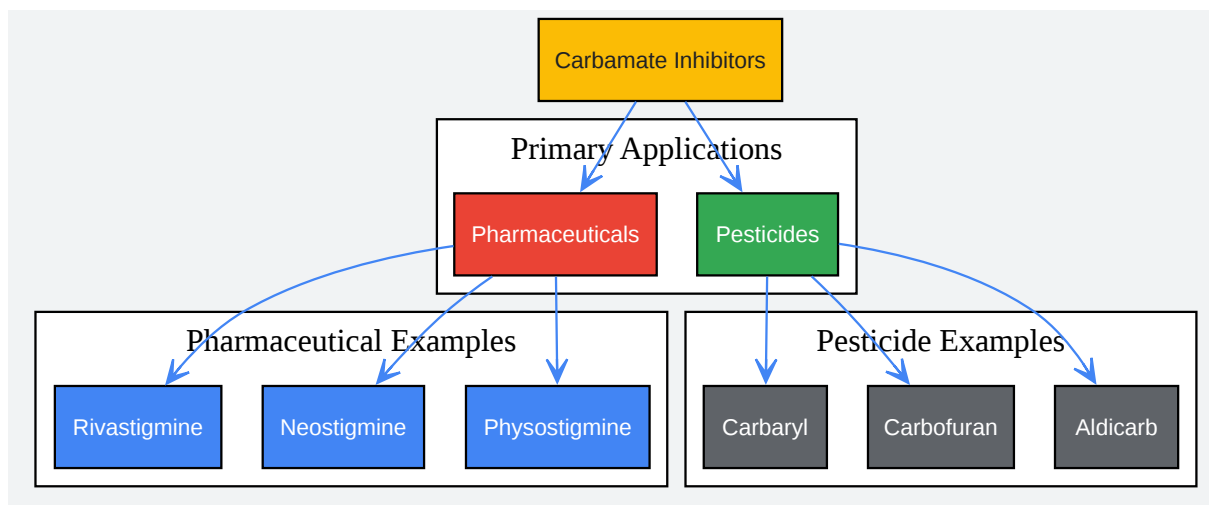 Carbamate Inhibitors
Primary Applications
Pharmaceuticals
Pesticides
Pharmaceutical Examples
Rivastigmine
Neostigmine
Physostigmine
Pesticide Examples
Carbaryl
Carbofuran
Aldicarb